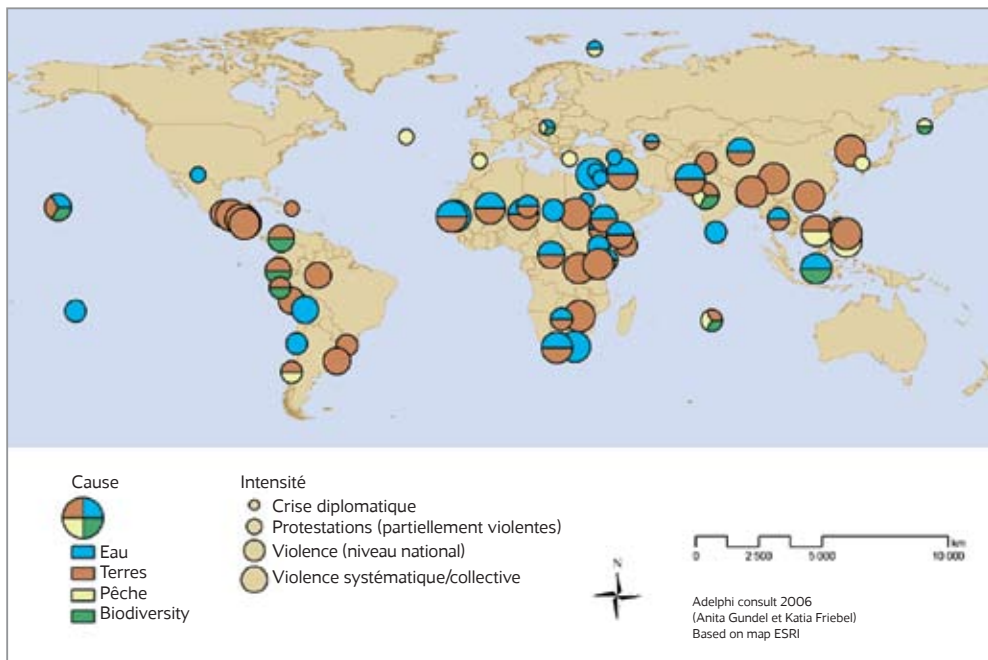 Cause
Eau
Terres
Pêche
Biodiversity
Intensité
Crise diplomatique
Protestations (partiellement violentes)
Violence (niveau national)
Violence systématique/collective
N
km
0 2 500 5 000 10 000
Adelphi consult 2006
(Anita Gundel et Katia Friebel)
Based on map ESRI